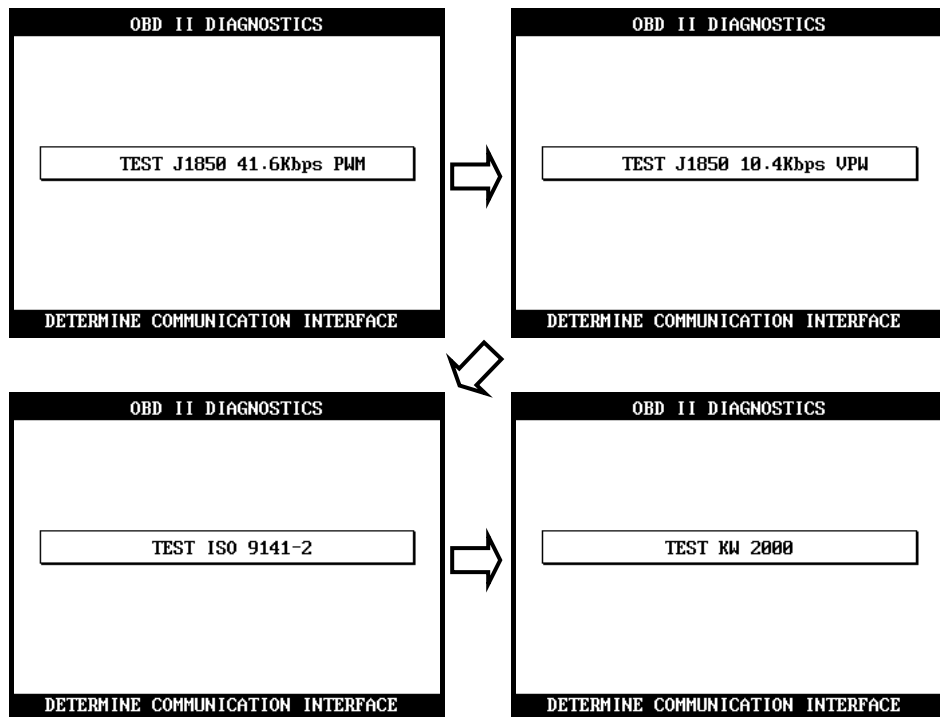 OBD II DIAGNOSTICS
TEST J1850 41.6Kbps PWM
DETERMINE COMMUNICATION INTERFACE
OBD II DIAGNOSTICS
TEST J1850 10.4Kbps VPW
DETERMINE COMMUNICATION INTERFACE
OBD II DIAGNOSTICS
TEST ISO 9141-2
DETERMINE COMMUNICATION INTERFACE
OBD II DIAGNOSTICS
TEST KW 2000
DETERMINE COMMUNICATION INTERFACE